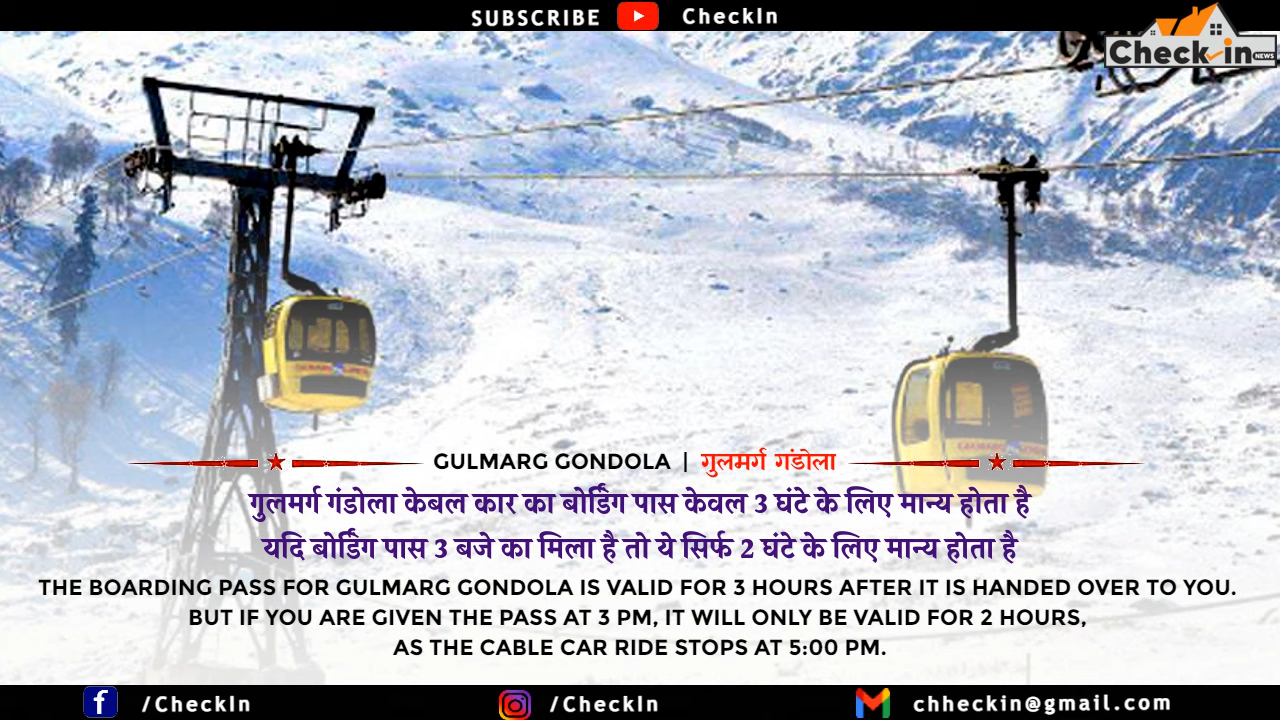 SUBSCRIBE CheckIn
Check-in NEWS
GULMARG GONDOLA | गुलमर्ग गंडोला
गुलमर्ग गंडोला केबल कार का बोर्डिंग पास केवल 3 घंटे के लिए मान्य होता है
यदि बोर्डिंग पास 3 बजे का मिला है तो ये सिर्फ 2 घंटे के लिए मान्य होता है
THE BOARDING PASS FOR GULMARG GONDOLA IS VALID FOR 3 HOURS AFTER IT IS HANDED OVER TO YOU.
BUT IF YOU ARE GIVEN THE PASS AT 3 PM, IT WILL ONLY BE VALID FOR 2 HOURS,
AS THE CABLE CAR RIDE STOPS AT 5:00 PM.
/CheckIn /CheckIn chheckin@gmail.com